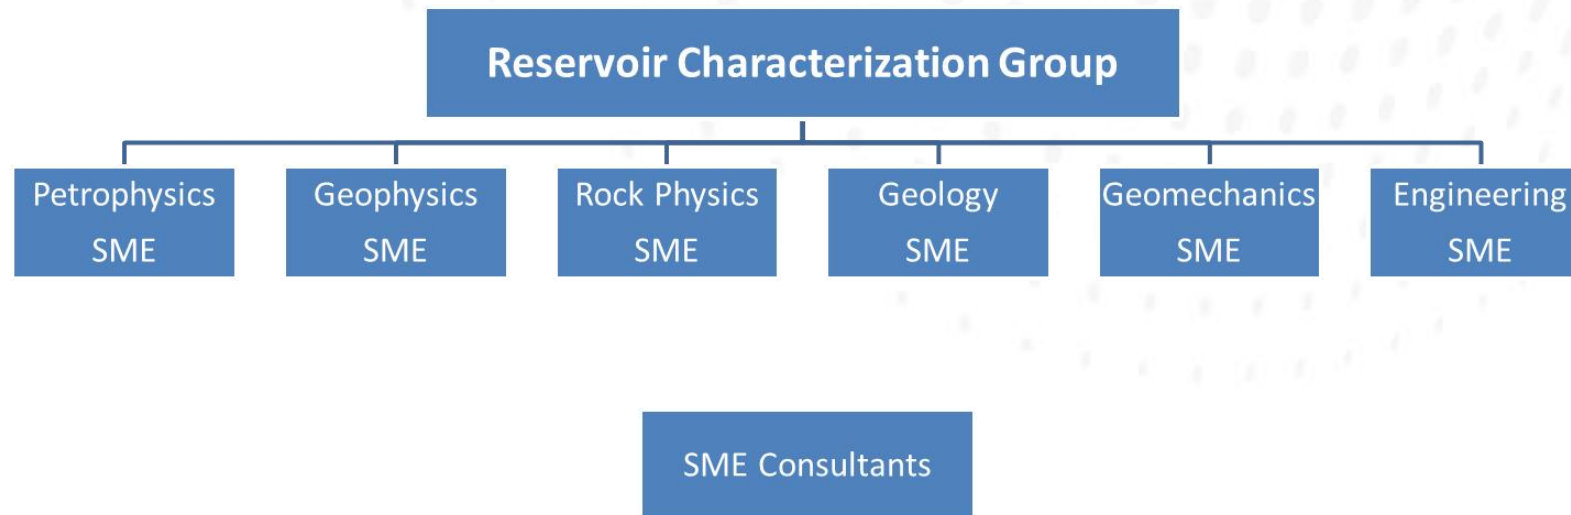 Reservoir Characterization Group
Petrophysics
SME
Geophysics
SME
Rock Physics
SME
Geology
SME
Geomechanics
SME
Engineering
SME
SME Consultants